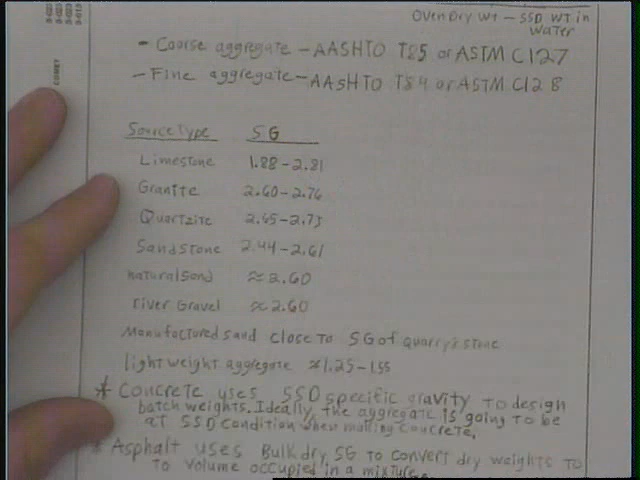 Oven Dry Wt – SSD WT in
Water
- Coarse aggregate – AASHTO T85 or ASTM C127
- Fine aggregate – AASHTO T84 or ASTM C128
COMET
Source Type SG
Limestone 1.88 – 2.81
Granite 2.60 – 2.76
Quartzite 2.65 – 2.73
Sandstone 2.44 – 2.61
natural sand ≈ 2.60
river Gravel ≈ 2.60
Manufactured sand close to SG of Quarry's stone
light weight aggregate ≈ 1.25 – 1.55
* Concrete uses SSD specific gravity to design
batch weights. Ideally, the aggregate is going to be
at SSD condition when making concrete.
* Asphalt uses Bulk dry SG to convert dry weights to
to volume occupied in a mixture.